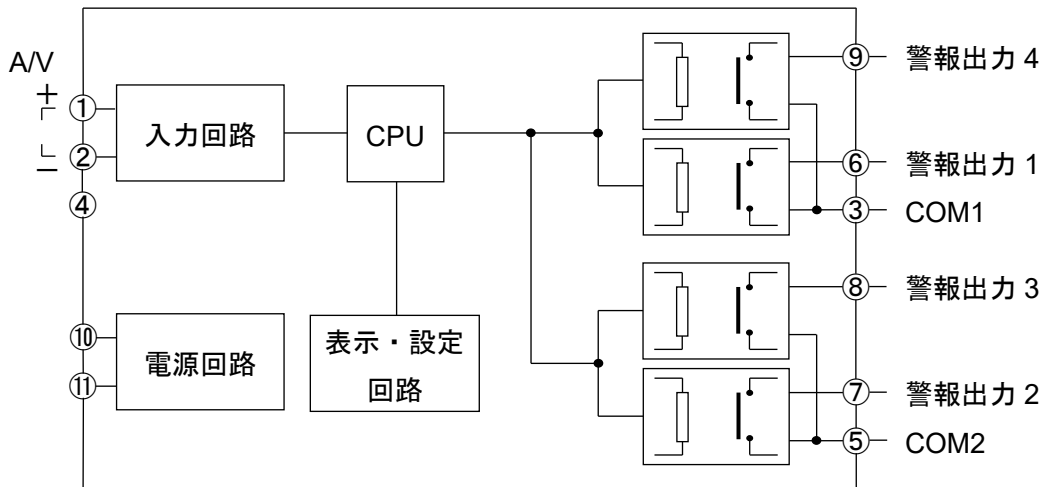 A/V
+
①
②
−
④
⑩
⑪
入力回路
CPU
電源回路
表示・設定
回路
⑨ 警報出力 4
⑥ 警報出力 1
③ COM1
⑧ 警報出力 3
⑦ 警報出力 2
⑤ COM2